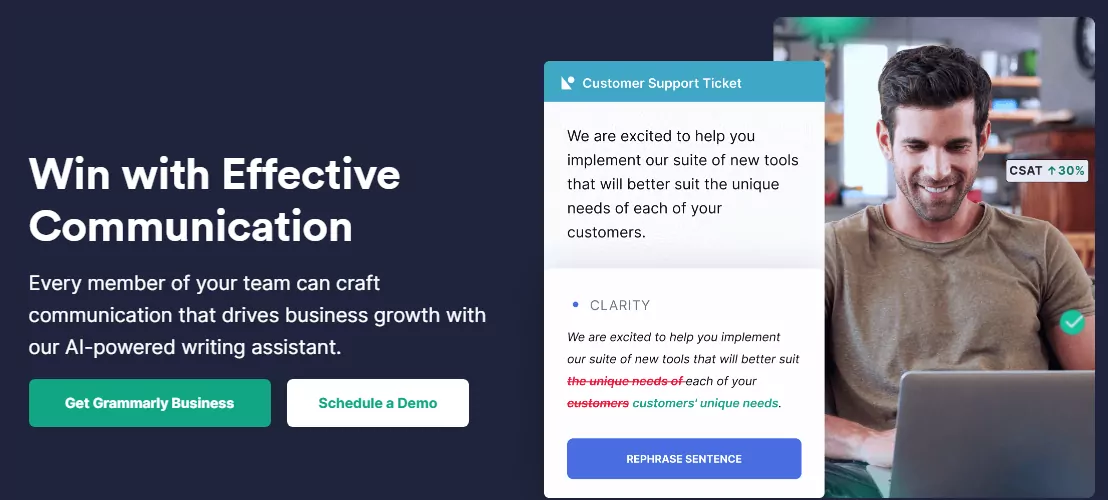 Win with Effective
Communication
Every member of your team can craft
communication that drives business growth with
our AI-powered writing assistant.
Get Grammarly Business
Schedule a Demo
Customer Support Ticket
We are excited to help you
implement our suite of new tools
that will better suit the unique
needs of each of your
customers.
CLARITY
We are excited to help you implement
our suite of new tools that will better suit
the unique needs of each of your
customers customers' unique needs.
REPHRASE SENTENCE
CSAT ↑30%